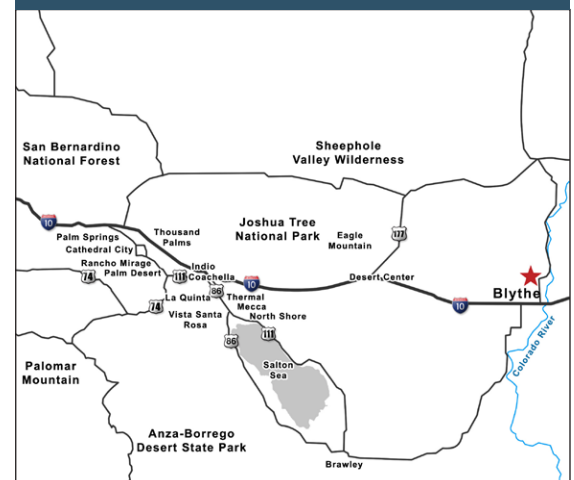 San Bernardino
National Forest
Sheephole
Valley Wilderness
10
Palm Springs
Cathedral City
Thousand
Palms
Joshua Tree
National Park
Eagle
Mountain
177
Rancho Mirage
74
Palm Desert
111
Indio
Coachella
86
10
Desert Center
Blythe
10
La Quinta
74
Thermal
Mecca
North Shore
Vista Santa
Rosa
86
111
Salton
Sea
Colorado River
Palomar
Mountain
Anza-Borrego
Desert State Park
Brawley